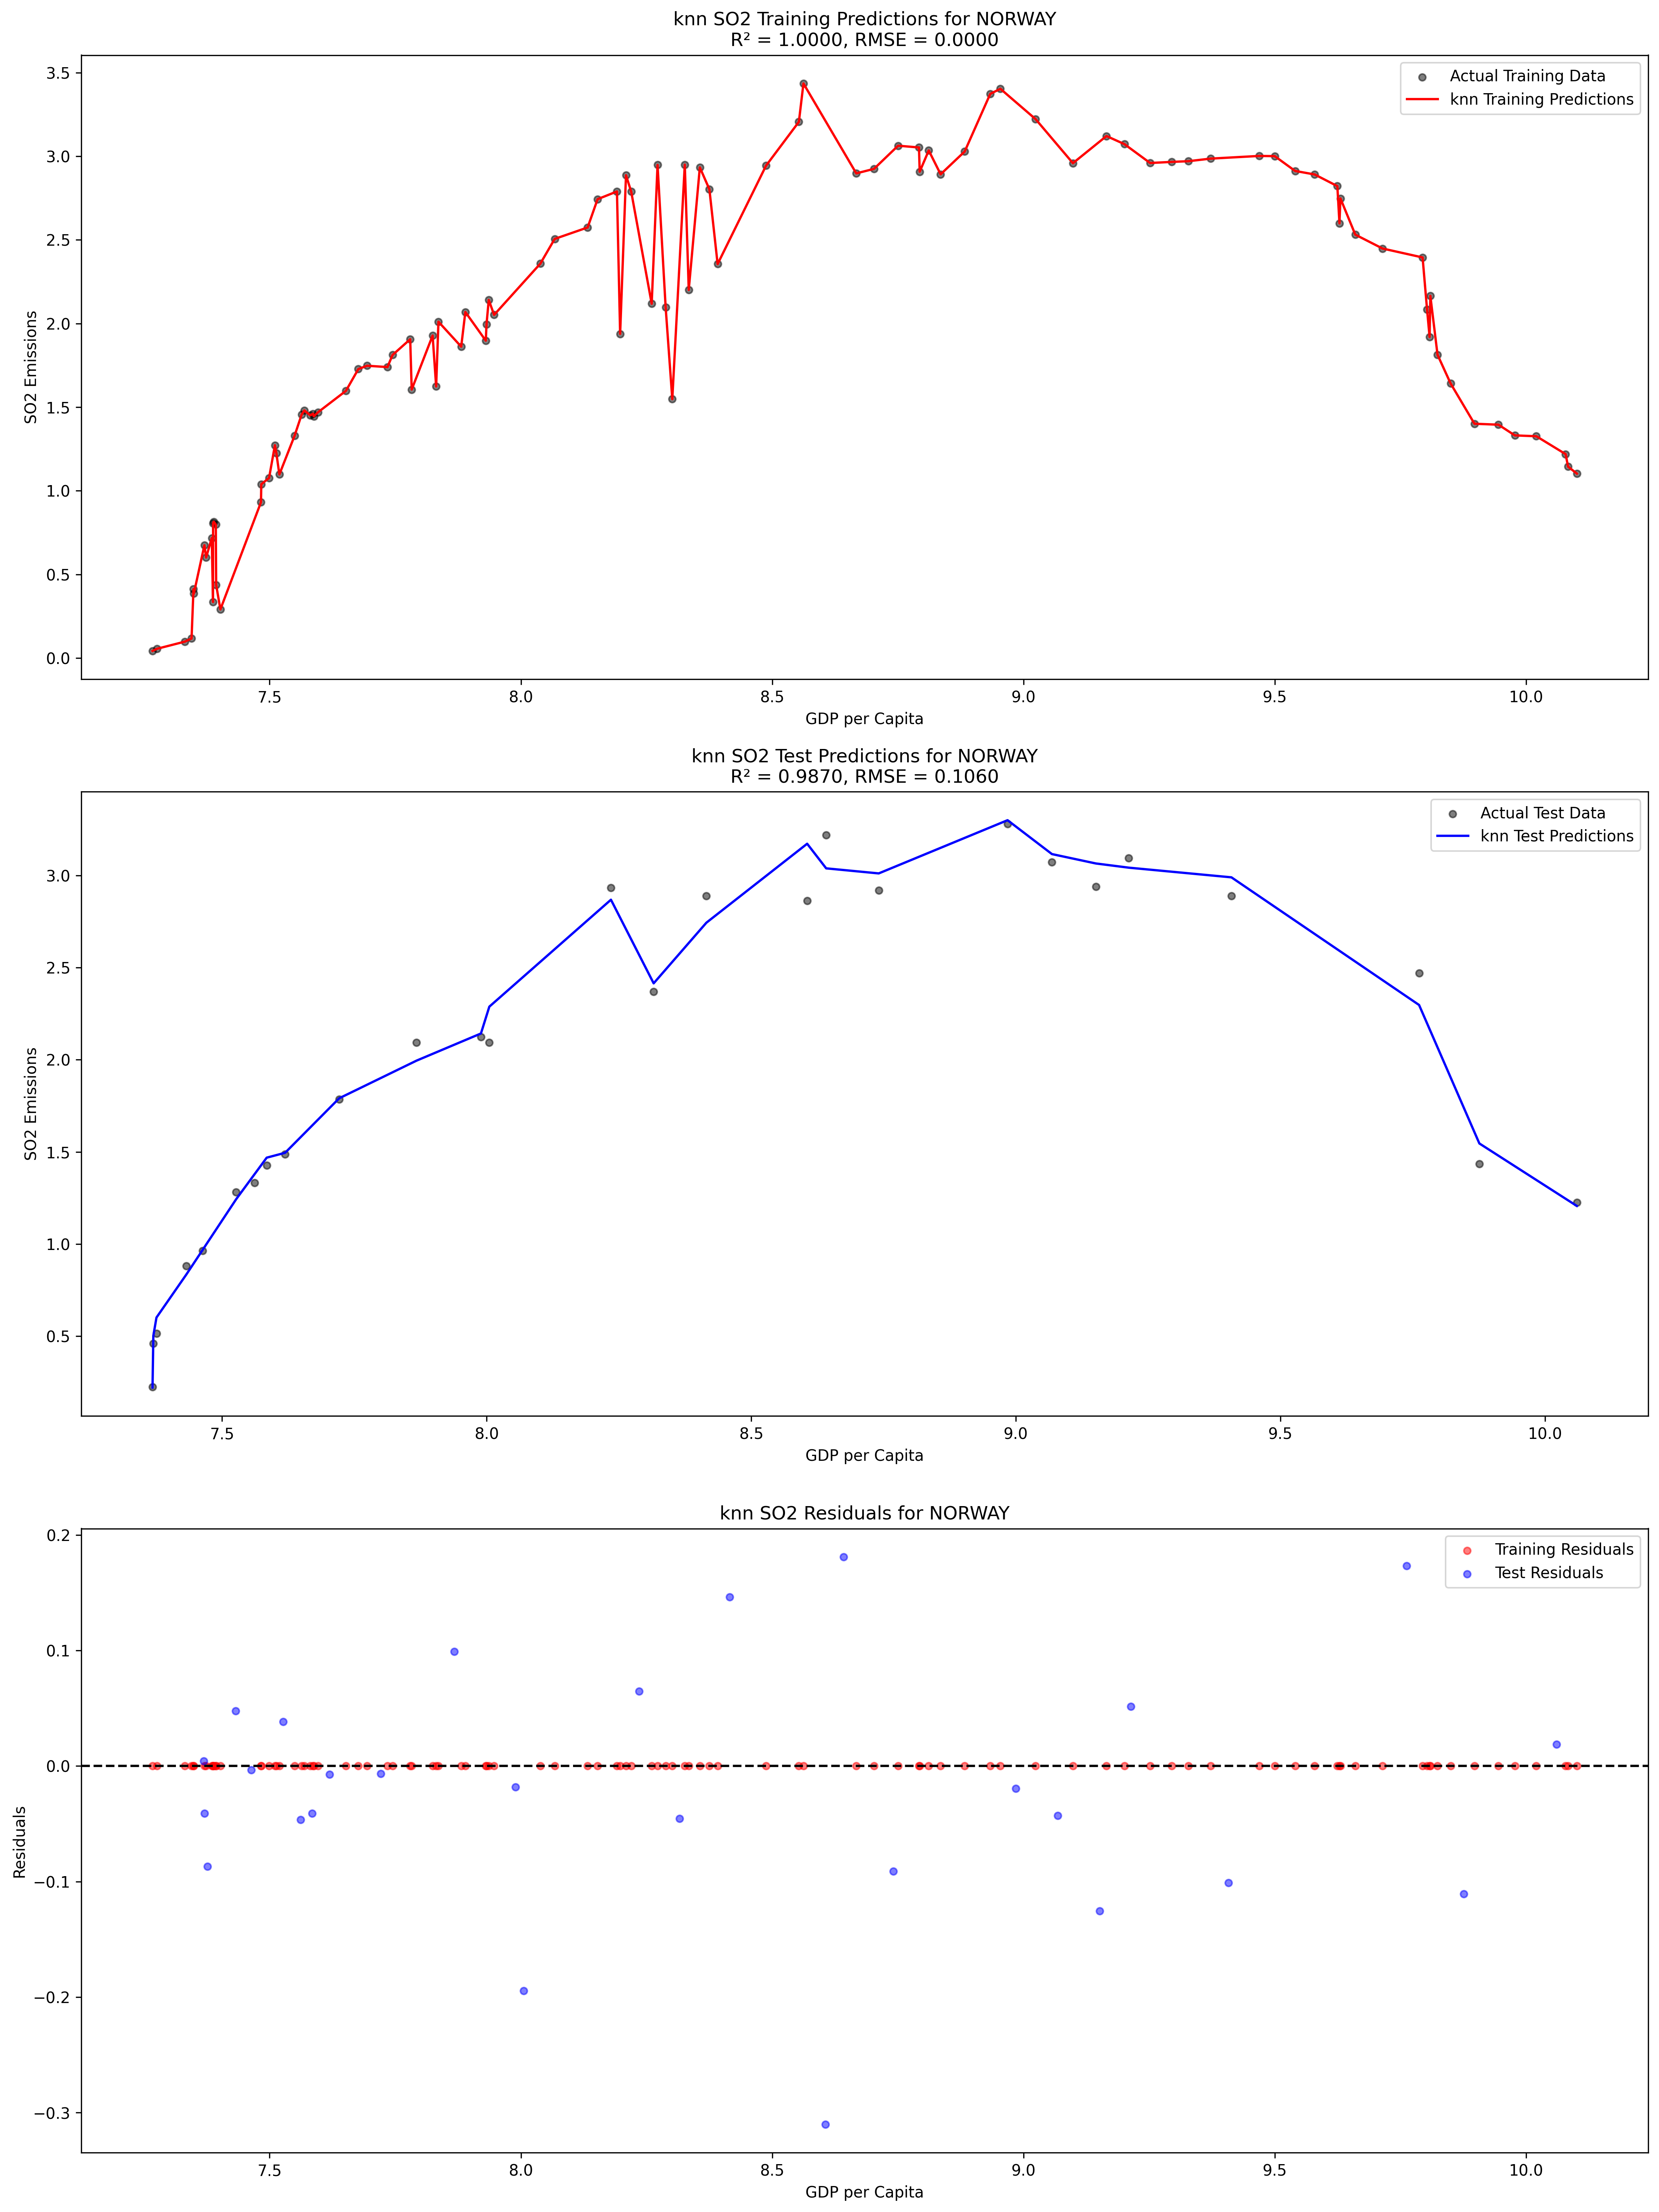 knn SO2 Training Predictions for NORWAY
R² = 1.0000, RMSE = 0.0000
Actual Training Data
knn Training Predictions
3.5
3.0
2.5
2.0
1.5
1.0
0.5
0.0
SO2 Emissions
7.5 8.0 8.5 9.0 9.5 10.0
GDP per Capita
knn SO2 Test Predictions for NORWAY
R² = 0.9870, RMSE = 0.1060
Actual Test Data
knn Test Predictions
3.0
2.5
2.0
1.5
1.0
0.5
SO2 Emissions
7.5 8.0 8.5 9.0 9.5 10.0
GDP per Capita
knn SO2 Residuals for NORWAY
Training Residuals
Test Residuals
0.2
0.1
0.0
−0.1
−0.2
−0.3
Residuals
7.5 8.0 8.5 9.0 9.5 10.0
GDP per Capita